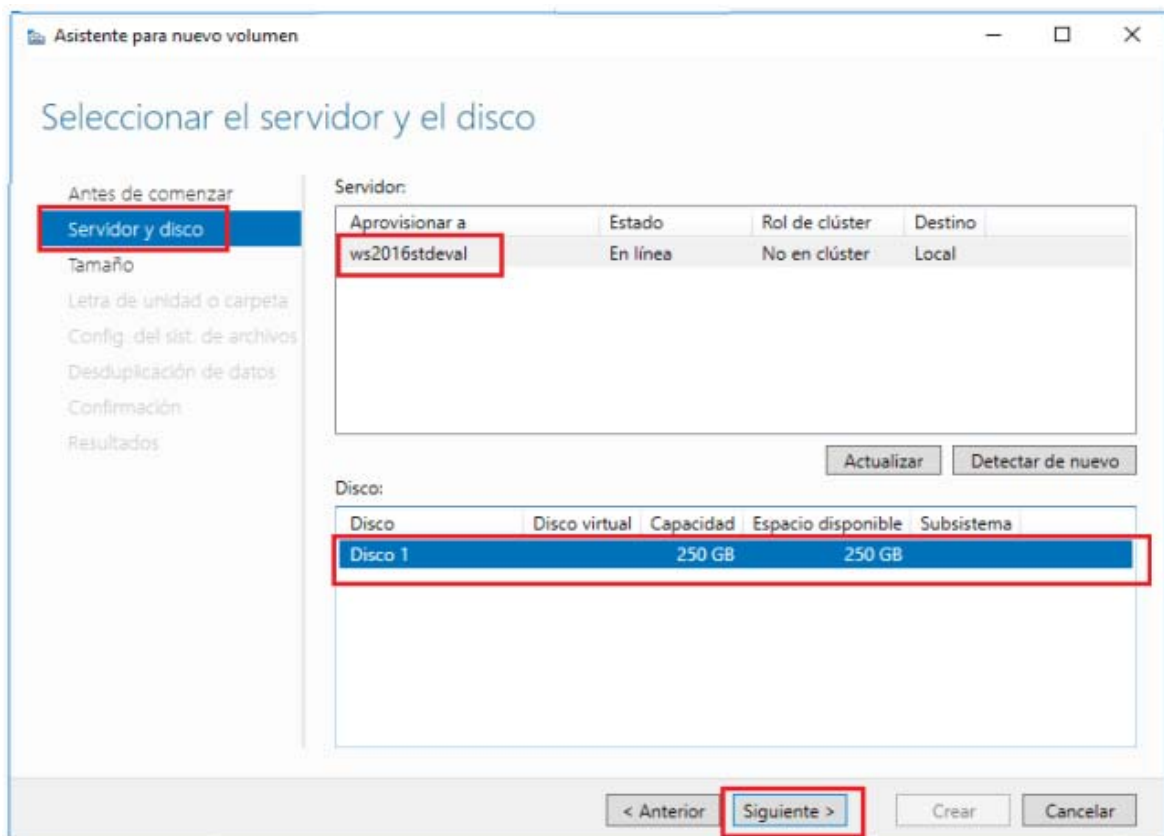 Asistente para nuevo volumen
Seleccionar el servidor y el disco
Antes de comenzar
Servidor y disco
Tamaño
Letra de unidad o carpeta
Config. del sist. de archivos
Desduplicación de datos
Confirmación
Resultados
Servidor:
Aprovisionar a Estado Rol de clúster Destino
ws2016stdeval En línea No en clúster Local
Actualizar Detectar de nuevo
Disco:
Disco Disco virtual Capacidad Espacio disponible Subsistema
Disco 1 250 GB 250 GB
< Anterior Siguiente > Crear Cancelar